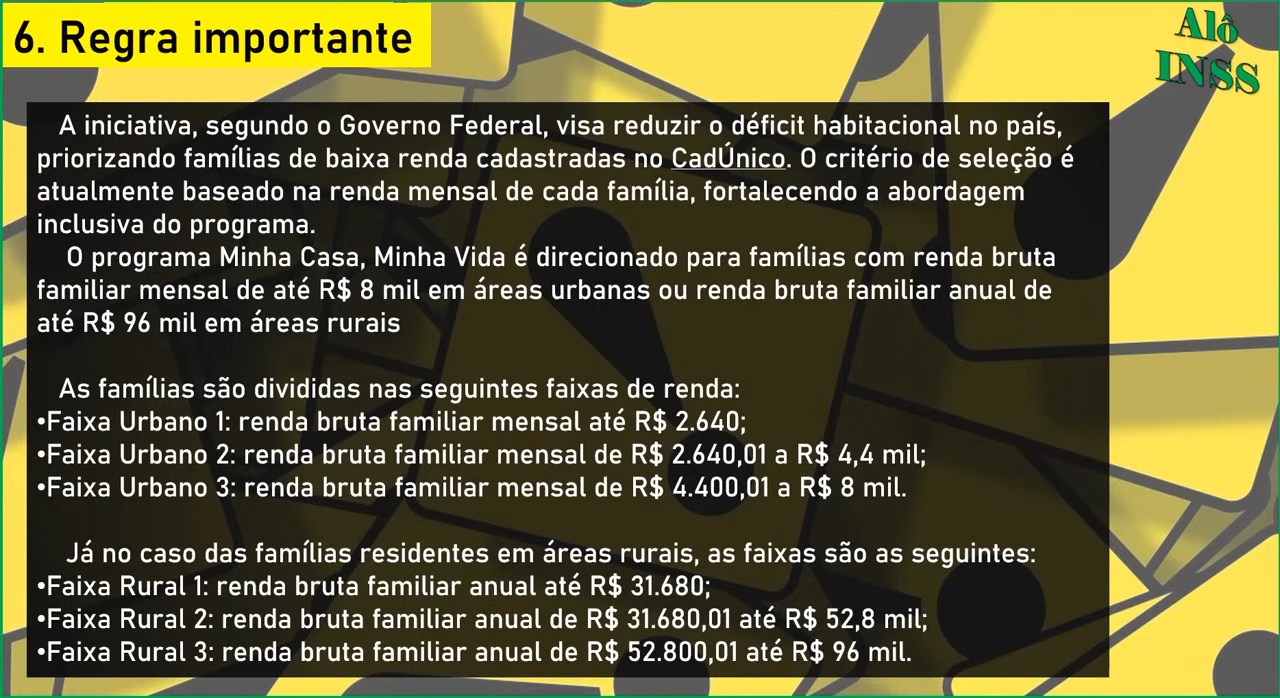 6. Regra importante
Alô
INSS
A iniciativa, segundo o Governo Federal, visa reduzir o déficit habitacional no país,
priorizando famílias de baixa renda cadastradas no CadÚnico. O critério de seleção é
atualmente baseado na renda mensal de cada família, fortalecendo a abordagem
inclusiva do programa.
O programa Minha Casa, Minha Vida é direcionado para famílias com renda bruta
familiar mensal de até R$ 8 mil em áreas urbanas ou renda bruta familiar anual de
até R$ 96 mil em áreas rurais
As famílias são divididas nas seguintes faixas de renda:
•Faixa Urbano 1: renda bruta familiar mensal até R$ 2.640;
•Faixa Urbano 2: renda bruta familiar mensal de R$ 2.640,01 a R$ 4,4 mil;
•Faixa Urbano 3: renda bruta familiar mensal de R$ 4.400,01 a R$ 8 mil.
Já no caso das famílias residentes em áreas rurais, as faixas são as seguintes:
•Faixa Rural 1: renda bruta familiar anual até R$ 31.680;
•Faixa Rural 2: renda bruta familiar anual de R$ 31.680,01 até R$ 52,8 mil;
•Faixa Rural 3: renda bruta familiar anual de R$ 52.800,01 até R$ 96 mil.